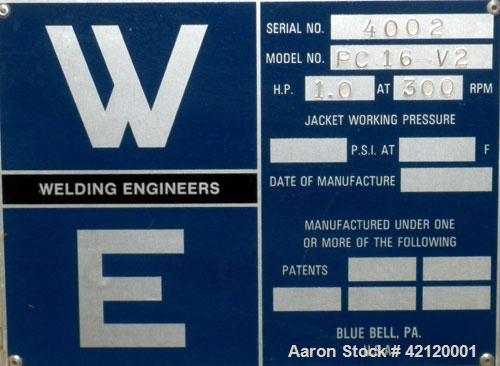 W
WELDING ENGINEERS
E
SERIAL NO. 4002
MODEL NO. PC 16 V2
H.P. 1.0 AT 300 RPM
JACKET WORKING PRESSURE
P.S.I. AT F
DATE OF MANUFACTURE
MANUFACTURED UNDER ONE
OR MORE OF THE FOLLOWING
PATENTS
BLUE BELL, PA.
U.S.A.
Aaron Stock# 42120001